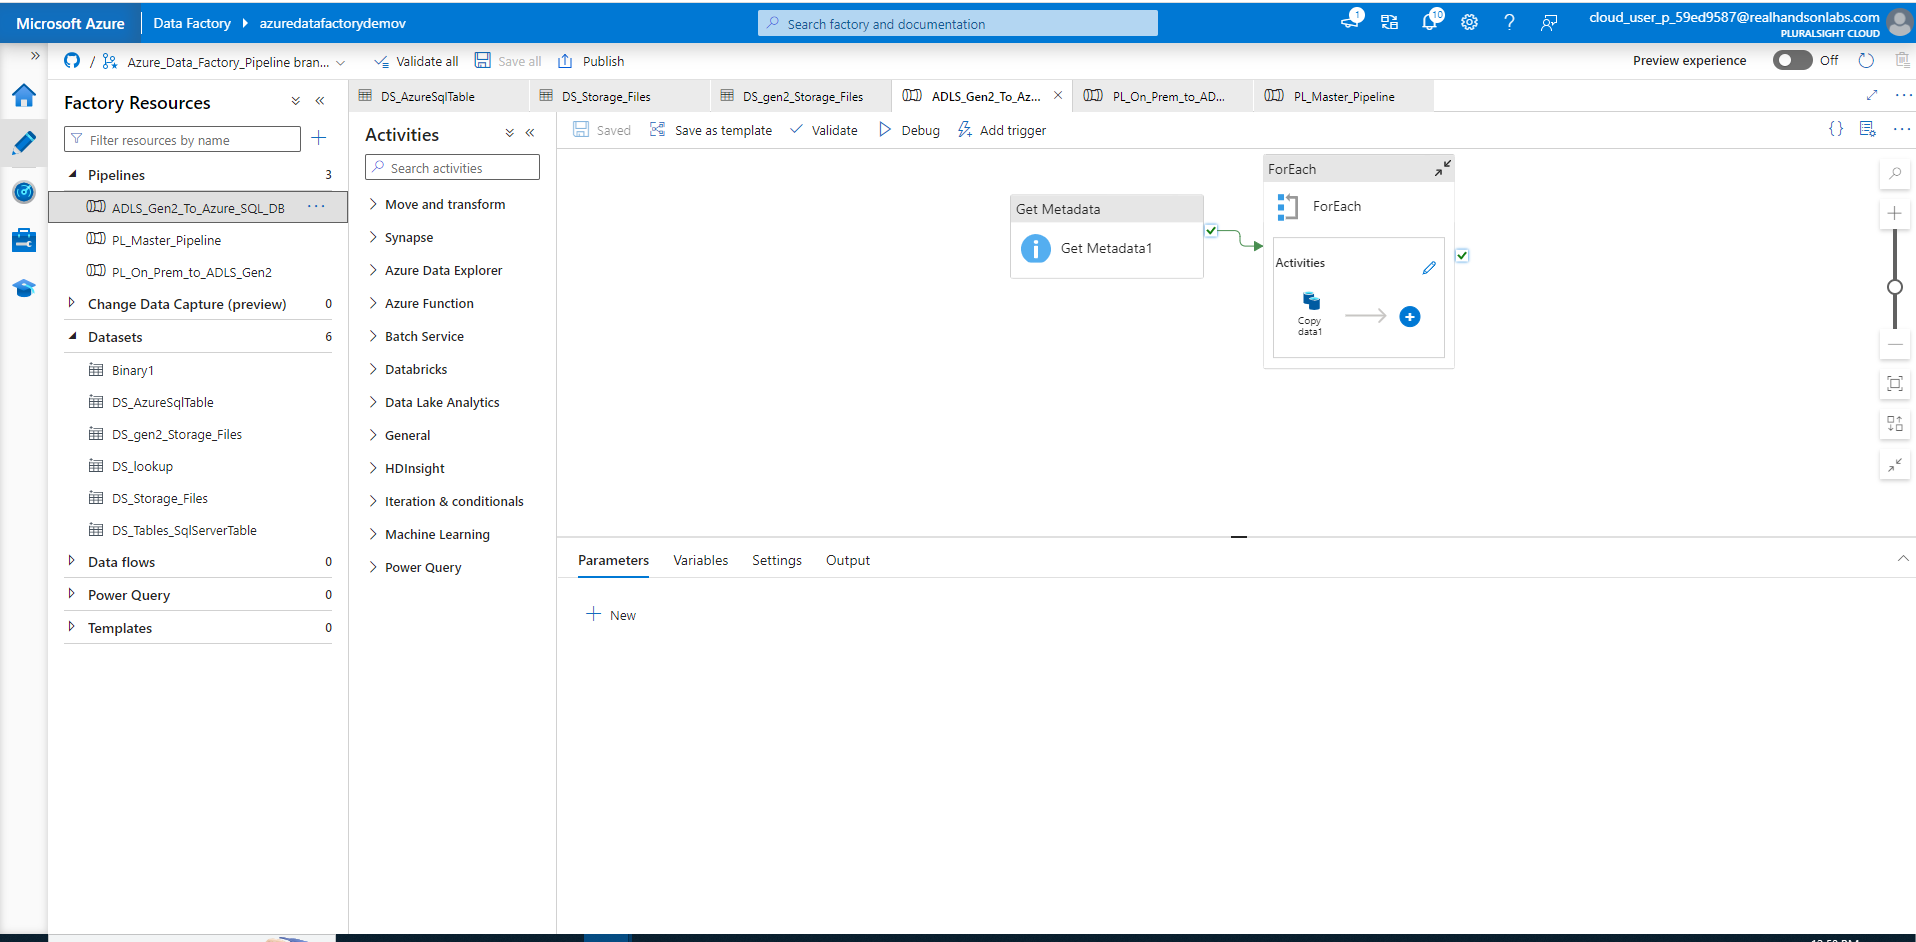 Microsoft Azure
Data Factory
azuredatafactorydemov
Search factory and documentation
1
10
cloud_user_p_59ed9587@realhandsonlabs.com
PLURALSIGHT CLOUD
/
Azure_Data_Factory_Pipeline bran...
Validate all
Save all
Publish
Preview experience
Off
Factory Resources
Filter resources by name
Pipelines 3
ADLS_Gen2_To_Azure_SQL_DB
PL_Master_Pipeline
PL_On_Prem_to_ADLS_Gen2
Change Data Capture (preview) 0
Datasets 6
Binary1
DS_AzureSqlTable
DS_gen2_Storage_Files
DS_lookup
DS_Storage_Files
DS_Tables_SqlServerTable
Data flows 0
Power Query 0
Templates 0
DS_AzureSqlTable
DS_Storage_Files
DS_gen2_Storage_Files
ADLS_Gen2_To_Az...
PL_On_Prem_to_AD...
PL_Master_Pipeline
Activities
Search activities
Move and transform
Synapse
Azure Data Explorer
Azure Function
Batch Service
Databricks
Data Lake Analytics
General
HDInsight
Iteration & conditionals
Machine Learning
Power Query
Saved
Save as template
Validate
Debug
Add trigger
{}
Get Metadata
Get Metadata1
ForEach
ForEach
Activities
Copy
data1
Parameters
Variables
Settings
Output
New